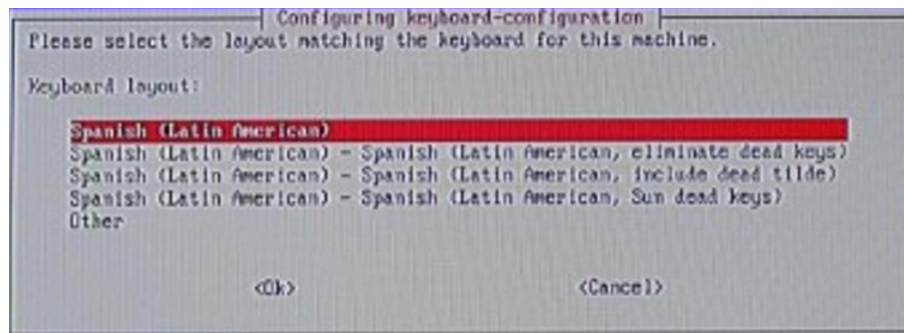 Configuring keyboard-configuration
Please select the layout matching the keyboard for this machine.
Keyboard layout:
Spanish (Latin American)
Spanish (Latin American) - Spanish (Latin American, eliminate dead keys)
Spanish (Latin American) - Spanish (Latin American, include dead tilde)
Spanish (Latin American) - Spanish (Latin American, Sun dead keys)
Other
<Ok> <Cancel>